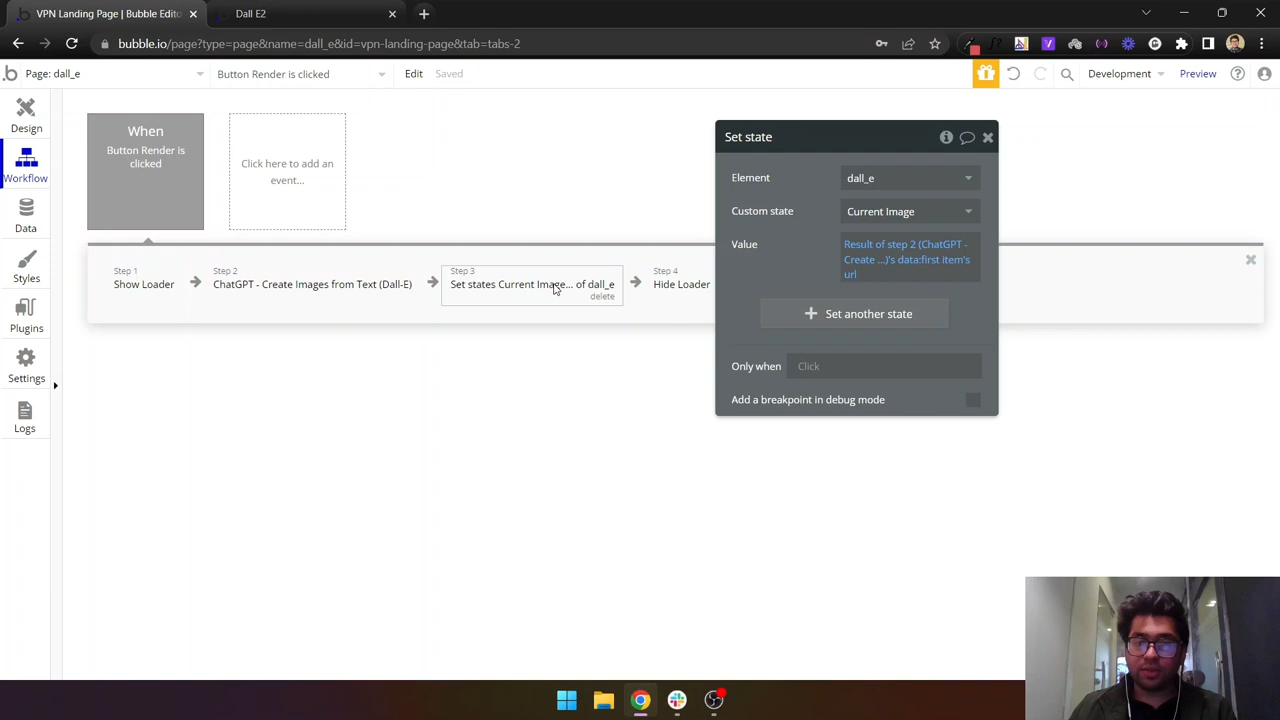 VPN Landing Page | Bubble Edito
Dall E2
bubble.io/page?type=page&name=dall_e&id=vpn-landing-page&tab=tabs-2
Page: dall_e
Button Render is clicked
Edit
Saved
Development
Preview
Design
Workflow
Data
Styles
Plugins
Settings
Logs
When
Button Render is
clicked
Click here to add an
event...
Step 1
Show Loader
Step 2
ChatGPT - Create Images from Text (Dall-E)
Step 3
Set states Current Image... of dall_e
delete
Step 4
Hide Loader
Set state
Element
dall_e
Custom state
Current Image
Value
Result of step 2 (ChatGPT -
Create ...)'s data:first item's
url
Set another state
Only when
Click
Add a breakpoint in debug mode